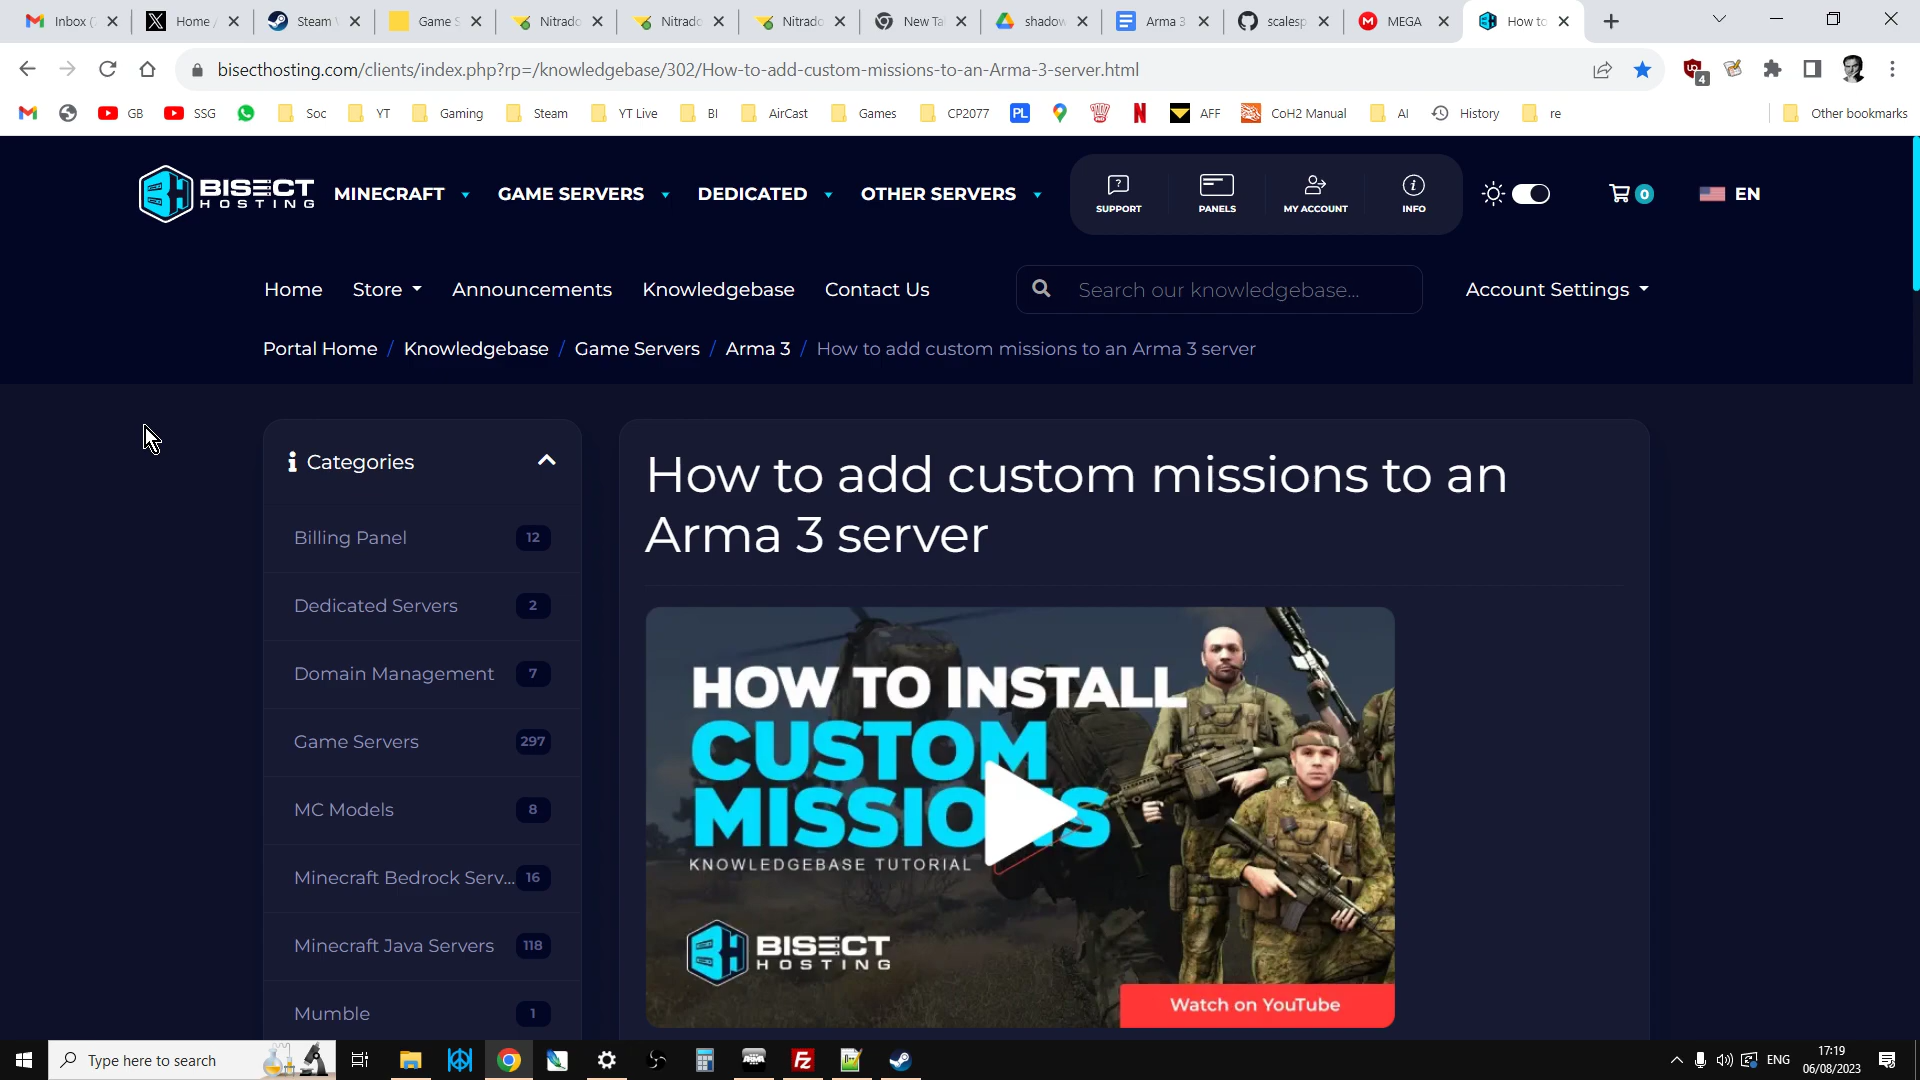 Inbox (
Home /
Steam
Game S
Nitrado
Nitrado
Nitrado
New Ta
shadow
Arma 3
scalesp
MEGA
How to
bisecthosting.com/clients/index.php?rp=/knowledgebase/302/How-to-add-custom-missions-to-an-Arma-3-server.html
4
GB
SSG
Soc
YT
Gaming
Steam
YT Live
BI
AirCast
Games
CP2077
PL
AFF
CoH2 Manual
AI
History
re
Other bookmarks
BISECT
HOSTING
MINECRAFT
GAME SERVERS
DEDICATED
OTHER SERVERS
SUPPORT
PANELS
MY ACCOUNT
INFO
0
EN
Home
Store
Announcements
Knowledgebase
Contact Us
Search our knowledgebase...
Account Settings
Portal Home / Knowledgebase / Game Servers / Arma 3 / How to add custom missions to an Arma 3 server
Categories
Billing Panel 12
Dedicated Servers 2
Domain Management 7
Game Servers 297
MC Models 8
Minecraft Bedrock Serv... 16
Minecraft Java Servers 118
Mumble 1
How to add custom missions to an
Arma 3 server
HOW TO INSTALL
CUSTOM
MISSIONS
KNOWLEDGEBASE TUTORIAL
BISECT
HOSTING
Watch on YouTube
Type here to search
ENG
17:19
06/08/2023